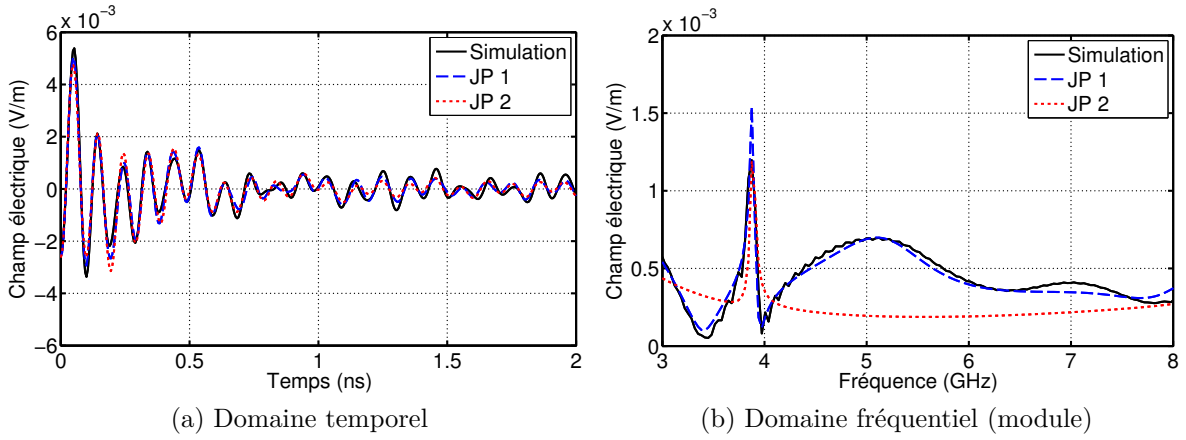 x 10⁻³
6
4
2
0
−2
−4
−6
Champ électrique (V/m)
0
0.5
1
1.5
2
Temps (ns)
Simulation
JP 1
JP 2
(a) Domaine temporel
x 10⁻³
2
1.5
1
0.5
0
Champ électrique (V/m)
3
4
5
6
7
8
Fréquence (GHz)
Simulation
JP 1
JP 2
(b) Domaine fréquentiel (module)